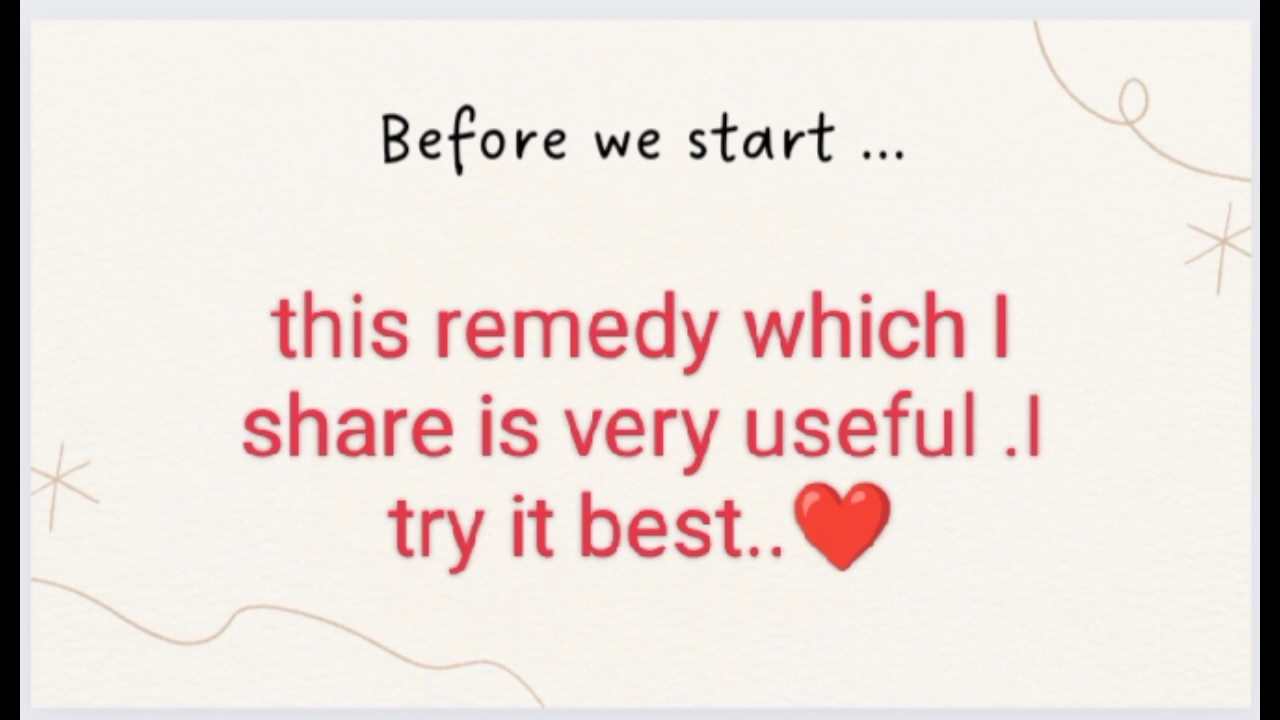 Before we start ...
this remedy which I
share is very useful .I
try it best..❤️